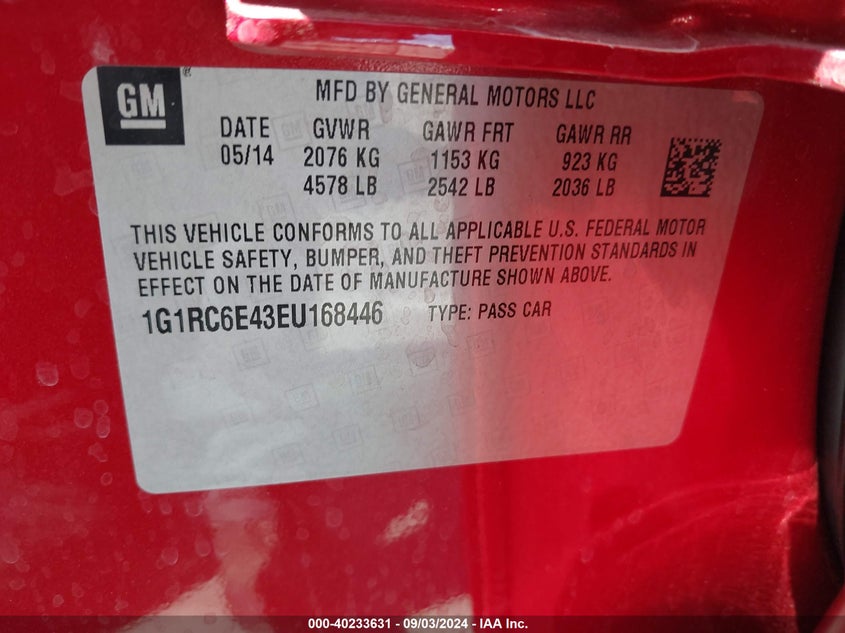 GM
MFD BY GENERAL MOTORS LLC
DATE GVWR GAWR FRT GAWR RR
05/14 2076 KG 1153 KG 923 KG
4578 LB 2542 LB 2036 LB
THIS VEHICLE CONFORMS TO ALL APPLICABLE U.S. FEDERAL MOTOR
VEHICLE SAFETY, BUMPER, AND THEFT PREVENTION STANDARDS IN
EFFECT ON THE DATE OF MANUFACTURE SHOWN ABOVE.
1G1RC6E43EU168446 TYPE: PASS CAR
000-40233631 - 09/03/2024 - IAA Inc.